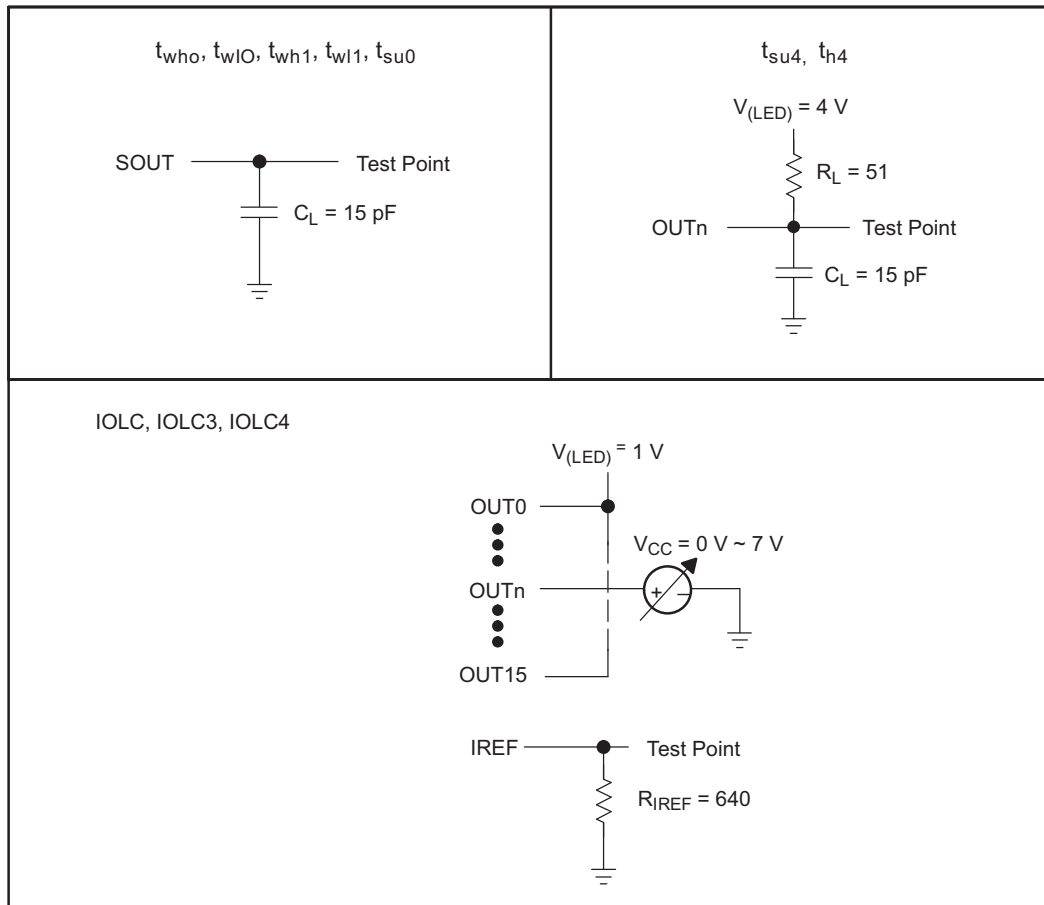 twho, twlO, twh1, twl1, tsu0
SOUT
Test Point
CL = 15 pF
tsu4, th4
V(LED) = 4 V
RL = 51
OUTn
Test Point
CL = 15 pF
IOLC, IOLC3, IOLC4
V(LED) = 1 V
OUT0
VCC = 0 V ~ 7 V
OUTn
+ –
OUT15
IREF
Test Point
RIREF = 640